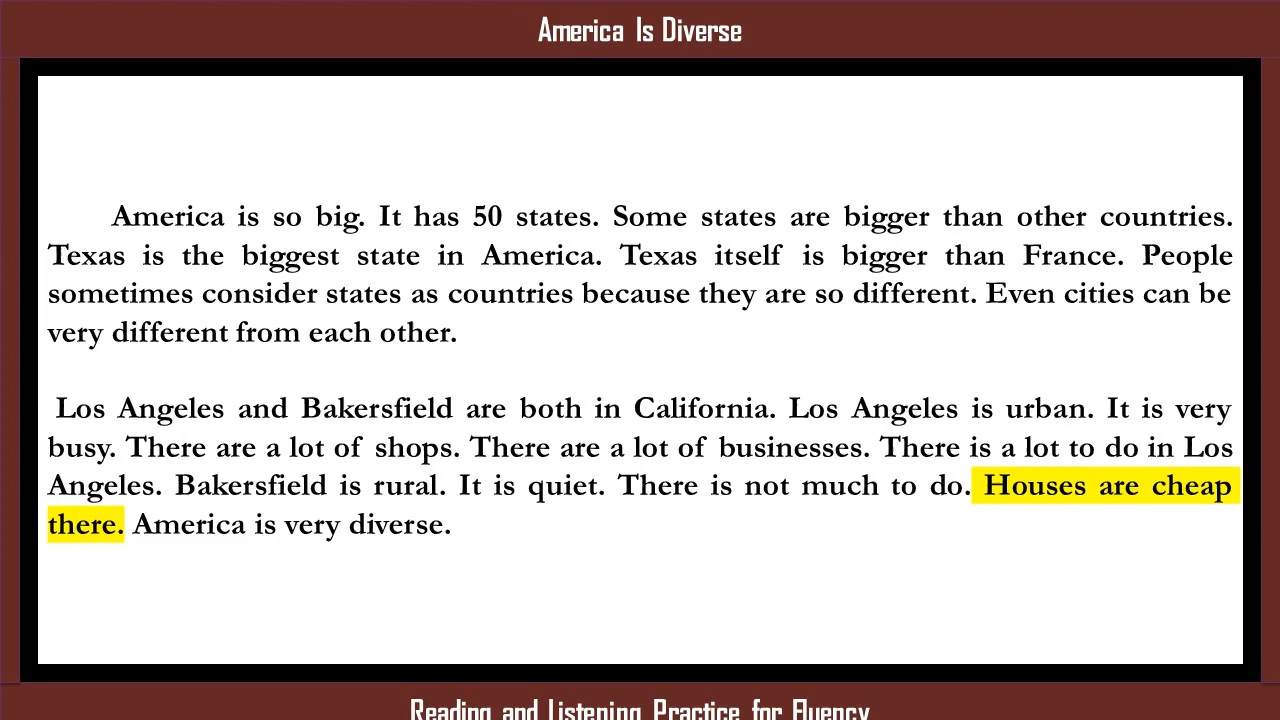 America Is Diverse
America is so big. It has 50 states. Some states are bigger than other countries.
Texas is the biggest state in America. Texas itself is bigger than France. People
sometimes consider states as countries because they are so different. Even cities can be
very different from each other.
Los Angeles and Bakersfield are both in California. Los Angeles is urban. It is very
busy. There are a lot of shops. There are a lot of businesses. There is a lot to do in Los
Angeles. Bakersfield is rural. It is quiet. There is not much to do. Houses are cheap
there. America is very diverse.
Reading and Listening Practice for Fluency